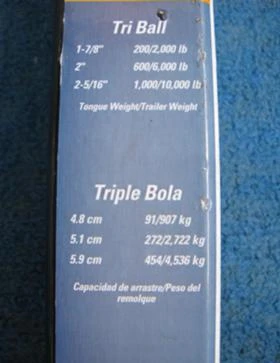 Tri Ball
1-7/8" 200/2,000 lb
2" 600/6,000 lb
2-5/16" 1,000/10,000 lb
Tongue Weight/Trailer Weight
Triple Bola
4.8 cm 91/907 kg
5.1 cm 272/2,722 kg
5.9 cm 454/4,536 kg
Capacidad de arrastre/Peso del
remolque